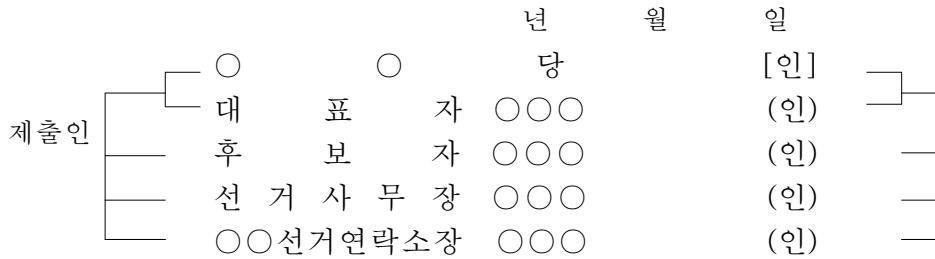 년 월 일
○ ○ 당 [인]
대 표 자 ○○○ (인)
제출인
후 보 자 ○○○ (인)
선 거 사 무 장 ○○○ (인)
○○선거연락소장 ○○○ (인)